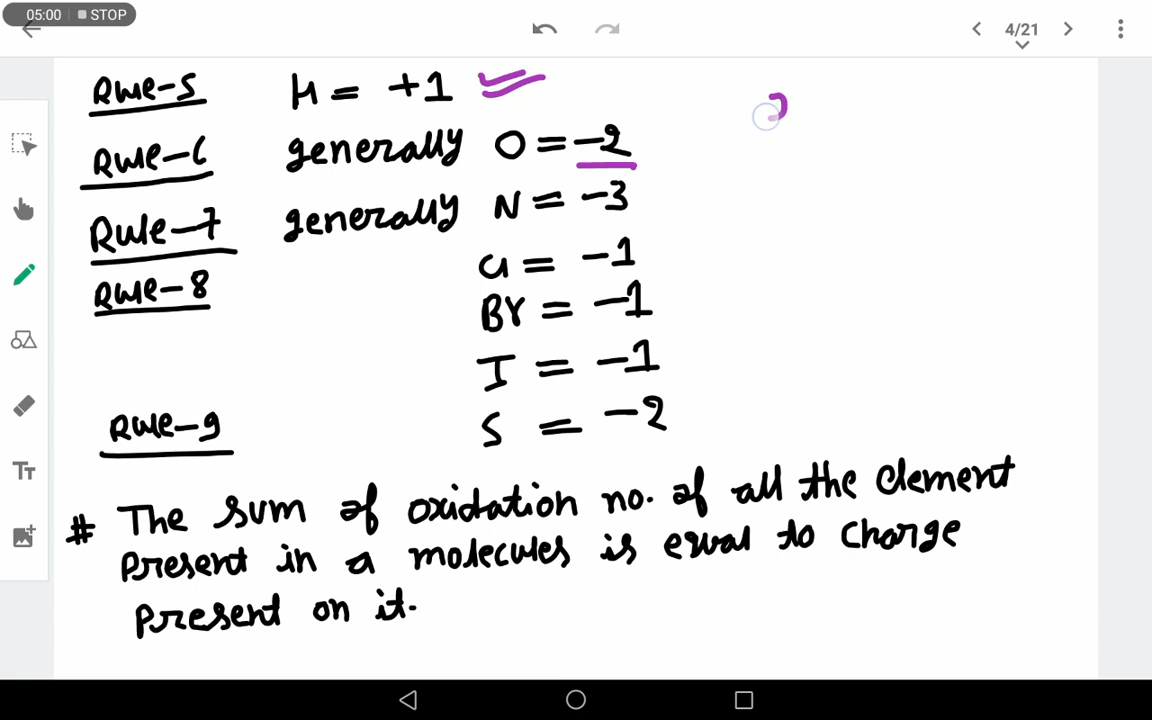 05:00 STOP
4/21
Rule-5 H = +1
Rule-6 generally O = -2
Rule-7 generally N = -3
Cl = -1
Rule-8
Br = -1
I = -1
Rule-9 S = -2
# The sum of oxidation no. of all the element
present in a molecules is equal to charge
present on it.
Tt